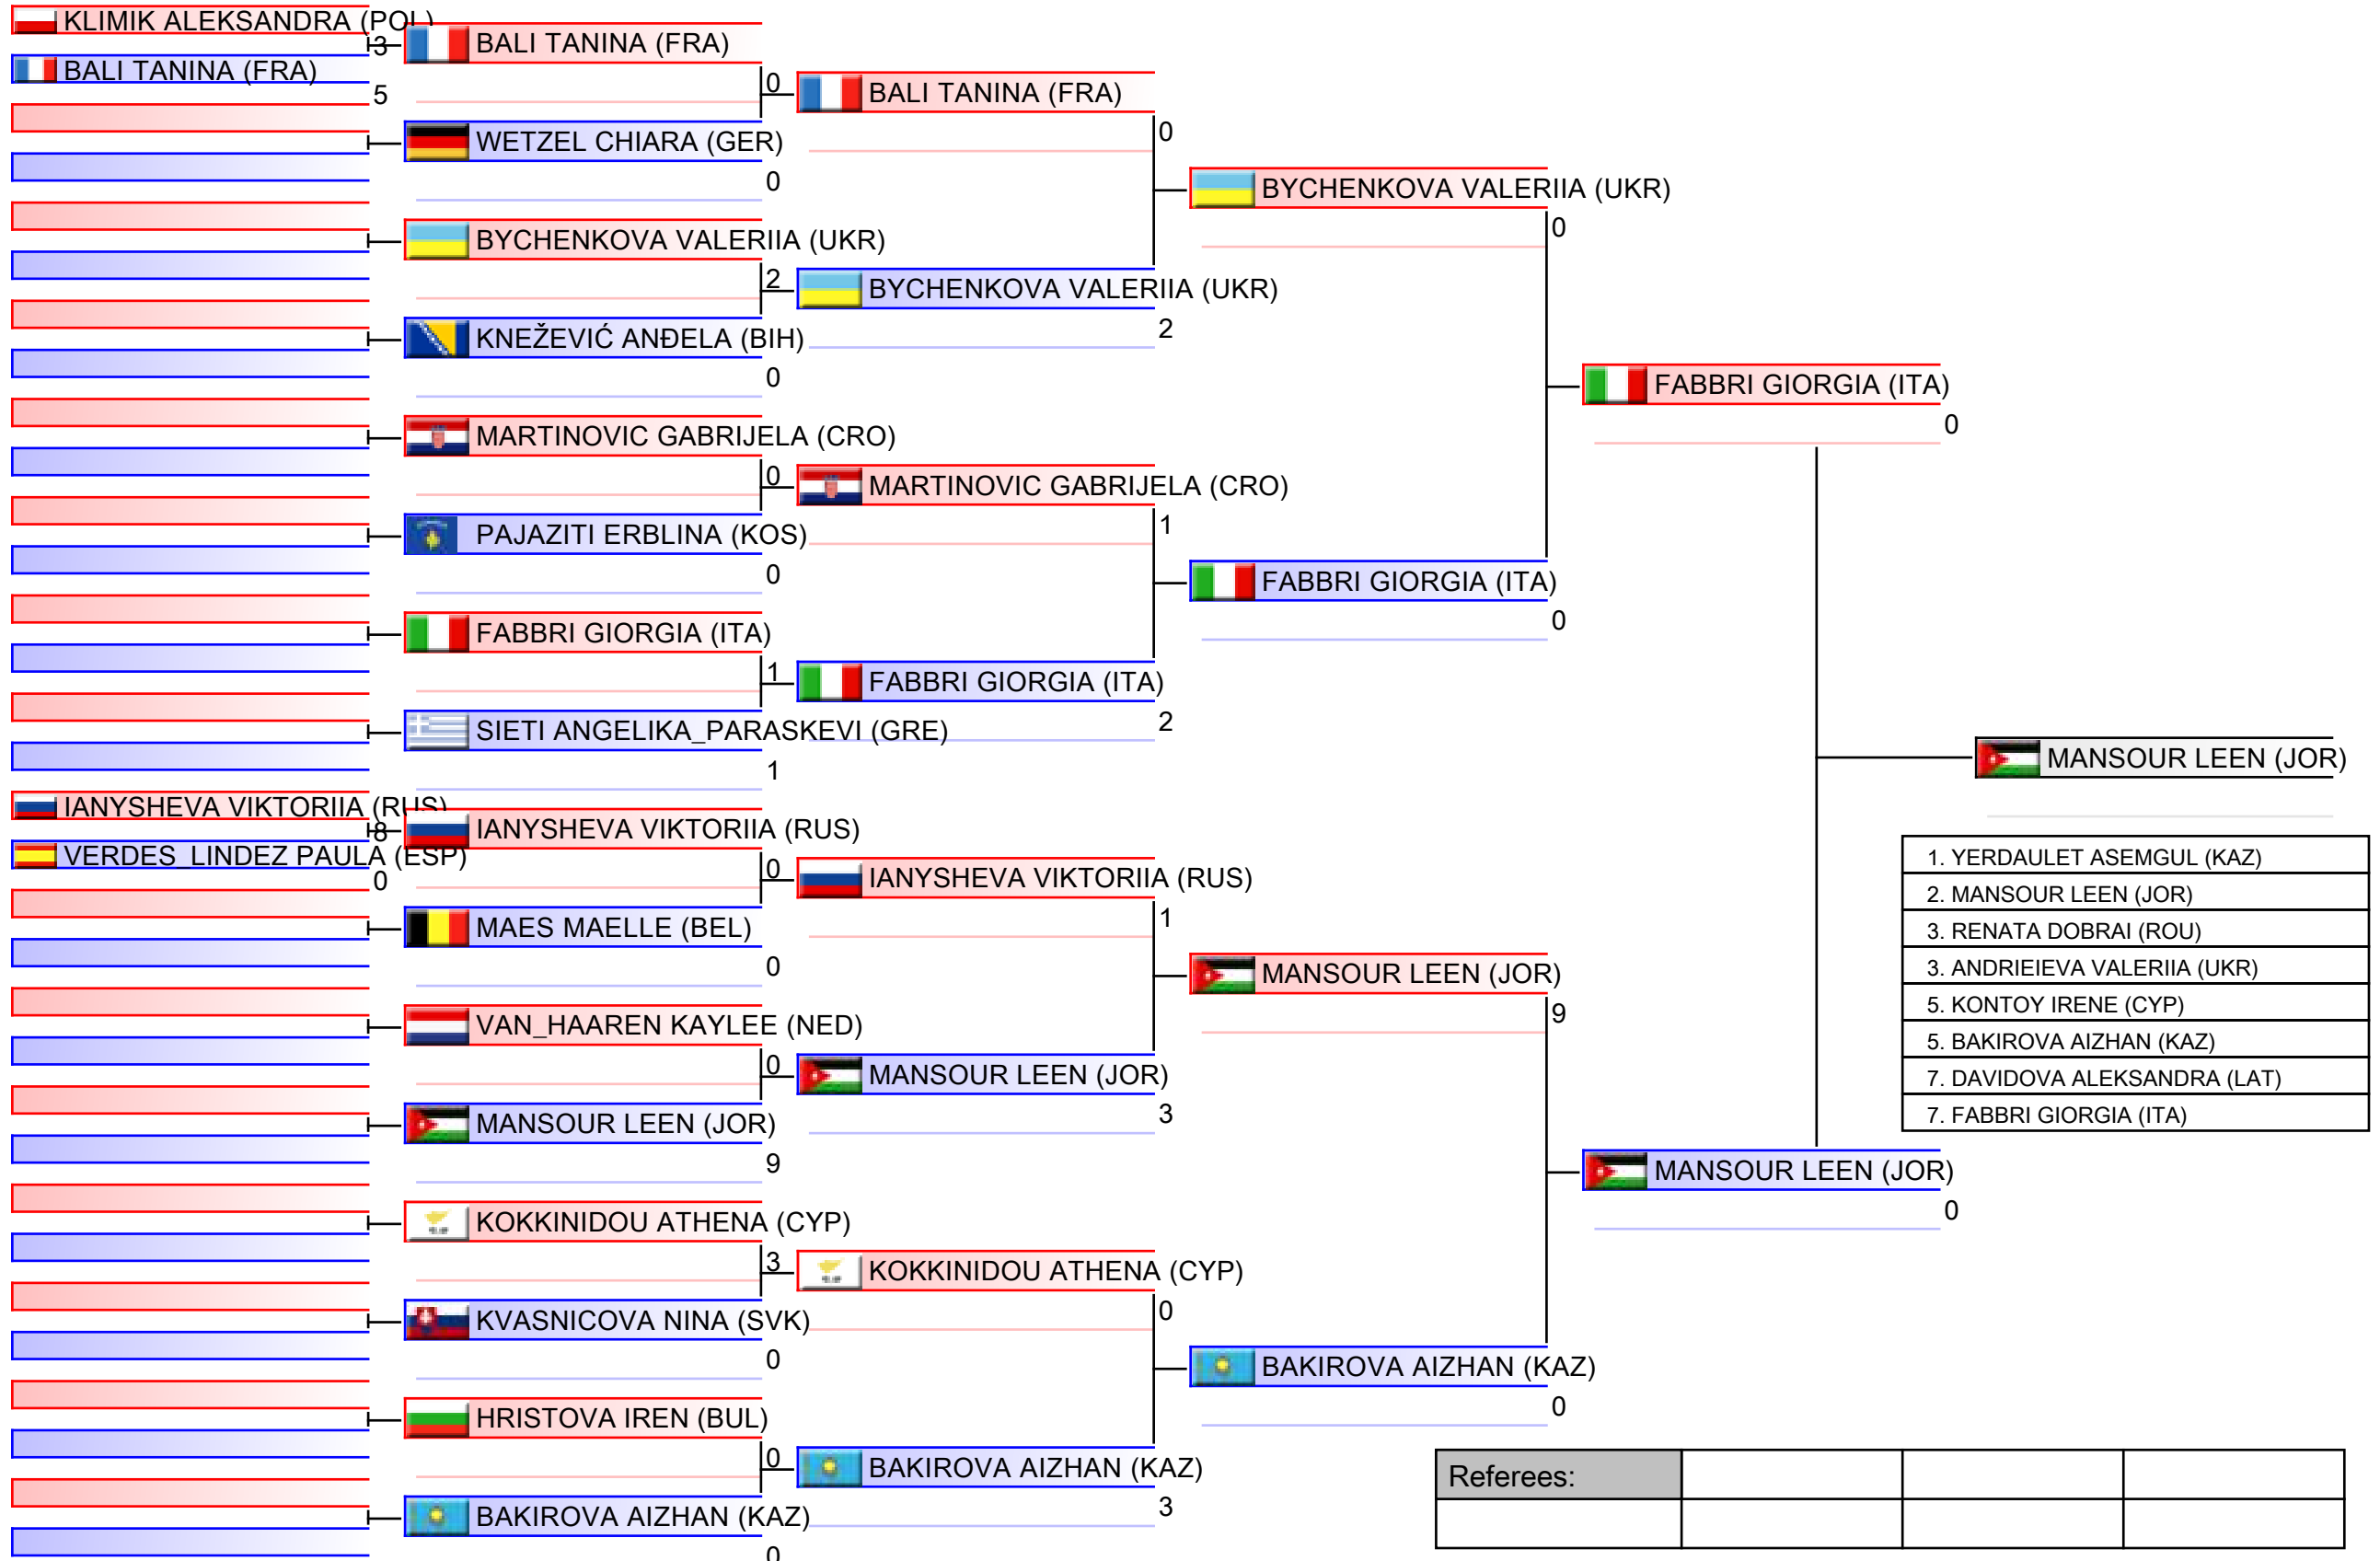 KLIMIK ALEKSANDRA (POL)
3
BALI TANINA (FRA)
5
IANYSHEVA VIKTORIIA (RUS)
8
VERDES_LINDEZ PAULA (ESP)
0
BALI TANINA (FRA)
0
WETZEL CHIARA (GER)
0
BYCHENKOVA VALERIIA (UKR)
2
KNEŽEVIĆ ANĐELA (BIH)
0
MARTINOVIC GABRIJELA (CRO)
0
PAJAZITI ERBLINA (KOS)
0
FABBRI GIORGIA (ITA)
1
SIETI ANGELIKA_PARASKEVI (GRE)
1
IANYSHEVA VIKTORIIA (RUS)
0
MAES MAELLE (BEL)
0
VAN_HAAREN KAYLEE (NED)
0
MANSOUR LEEN (JOR)
9
KOKKINIDOU ATHENA (CYP)
3
KVASNICOVA NINA (SVK)
0
HRISTOVA IREN (BUL)
0
BAKIROVA AIZHAN (KAZ)
0
BALI TANINA (FRA)
0
BYCHENKOVA VALERIIA (UKR)
2
MARTINOVIC GABRIJELA (CRO)
1
FABBRI GIORGIA (ITA)
2
IANYSHEVA VIKTORIIA (RUS)
1
MANSOUR LEEN (JOR)
3
KOKKINIDOU ATHENA (CYP)
0
BAKIROVA AIZHAN (KAZ)
3
BYCHENKOVA VALERIIA (UKR)
0
FABBRI GIORGIA (ITA)
0
MANSOUR LEEN (JOR)
9
BAKIROVA AIZHAN (KAZ)
0
FABBRI GIORGIA (ITA)
0
MANSOUR LEEN (JOR)
0
MANSOUR LEEN (JOR)
1. YERDAULET ASEMGUL (KAZ)
2. MANSOUR LEEN (JOR)
3. RENATA DOBRAI (ROU)
3. ANDRIEIEVA VALERIIA (UKR)
5. KONTOY IRENE (CYP)
5. BAKIROVA AIZHAN (KAZ)
7. DAVIDOVA ALEKSANDRA (LAT)
7. FABBRI GIORGIA (ITA)
Referees: